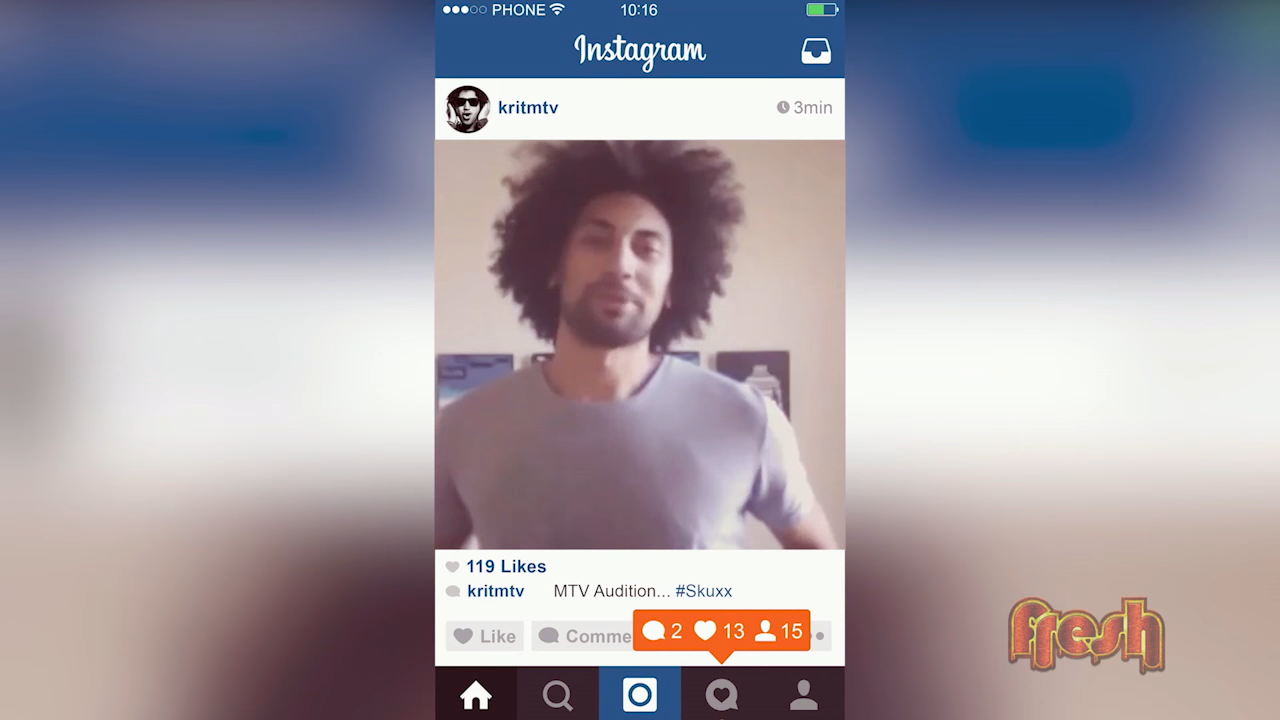 PHONE 10:16
Instagram
kritmtv 3min
119 Likes
kritmtv MTV Audition... #Skuxx
2 13 15
Like Comme
fresh